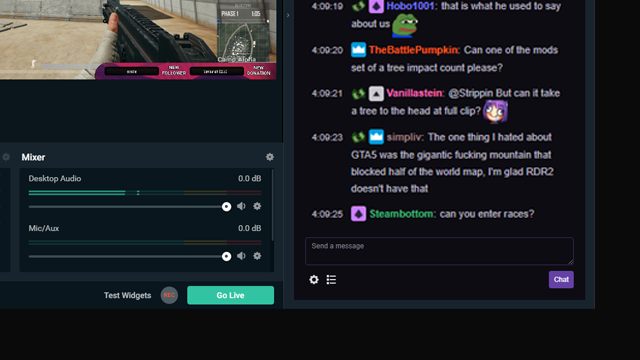 PHASE 1
1:05
Camp_Alpha
NEW
FOLLOWER
NEW
DONATION
Mixer
Desktop Audio
0.0 dB
Mic/Aux
0.0 dB
Test Widgets
REC
Go Live
4:09:19 Hobo1001: that is what he used to say
about us
4:09:20 TheBattlePumpkin: Can one of the mods
set of a tree impact count please?
4:09:21 Vanillastein: @Strippin But can it take
a tree to the head at full clip?
4:09:23 simpliv: The one thing I hated about
GTA5 was the gigantic fucking mountain that
blocked half of the world map, I'm glad RDR2
doesn't have that
4:09:25 Steambottom: can you enter races?
Send a message
Chat